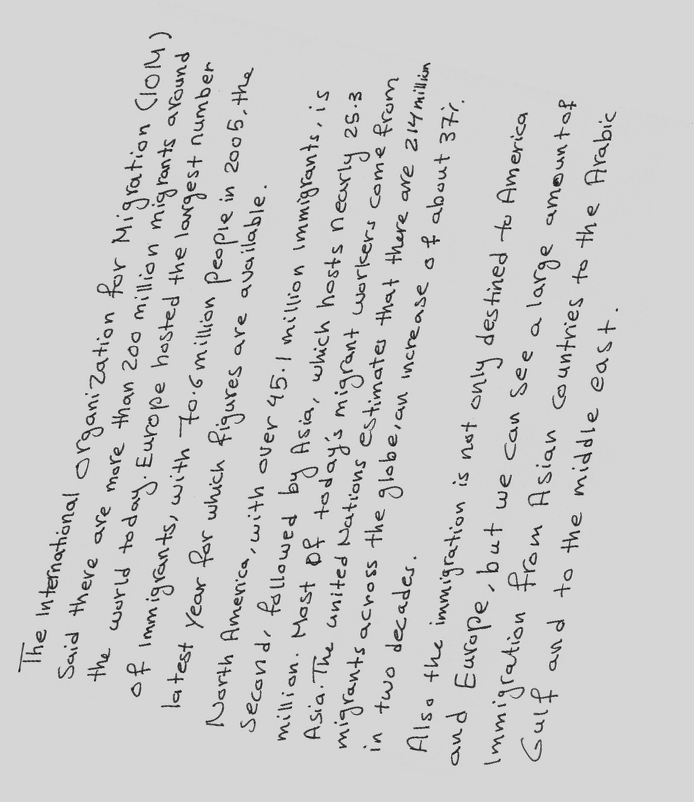 The International Organization for Migration (IOM)
Said there are more than 200 million migrants around
the world today. Europe hosted the largest number
of Immigrants, with 70.6 million People in 2005, the
latest year for which figures are available.
North America, with over 45.1 million immigrants, is
second, followed by Asia, which hosts nearly 25.3
million. Most of today's migrant workers come from
Asia. The united Nations estimates that there are 214 million
migrants across the globe, an increase of about 37%.
in two decades.
Also the immigration is not only destined to America
and Europe, but we can see a large amount of
Immigration from Asian Countries to the Arabic
Gulf and to the middle east.